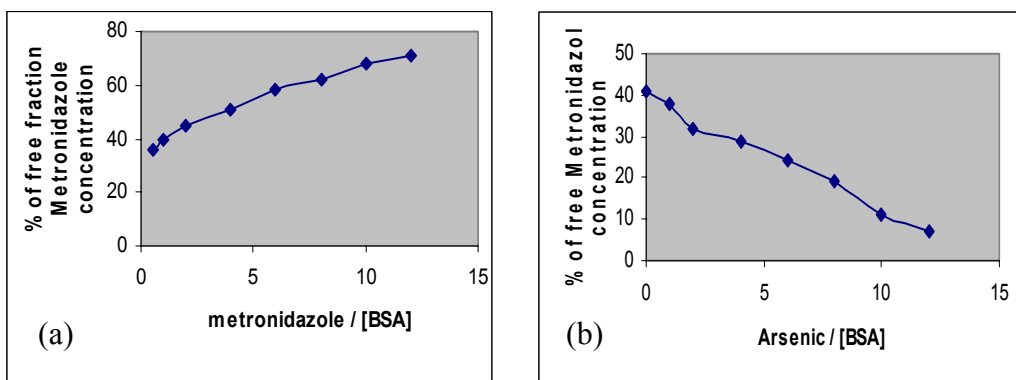 % of free fraction
Metronidazole
concentration
80
60
40
20
0
0 5 10 15
metronidazole / [BSA]
(a)
% of free Metronidazol
concentration
50
40
30
20
10
0
0 5 10 15
Arsenic / [BSA]
(b)